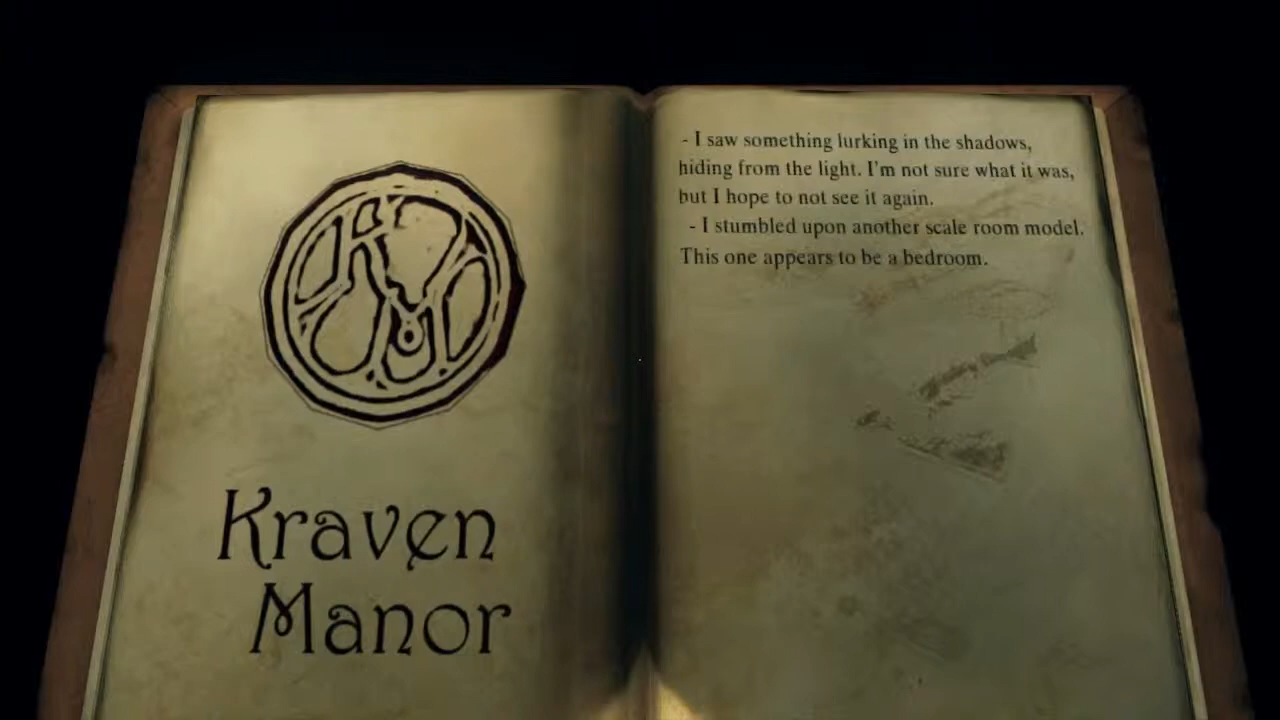 Kraven
Manor
- I saw something lurking in the shadows,
hiding from the light. I'm not sure what it was,
but I hope to not see it again.
- I stumbled upon another scale room model.
This one appears to be a bedroom.